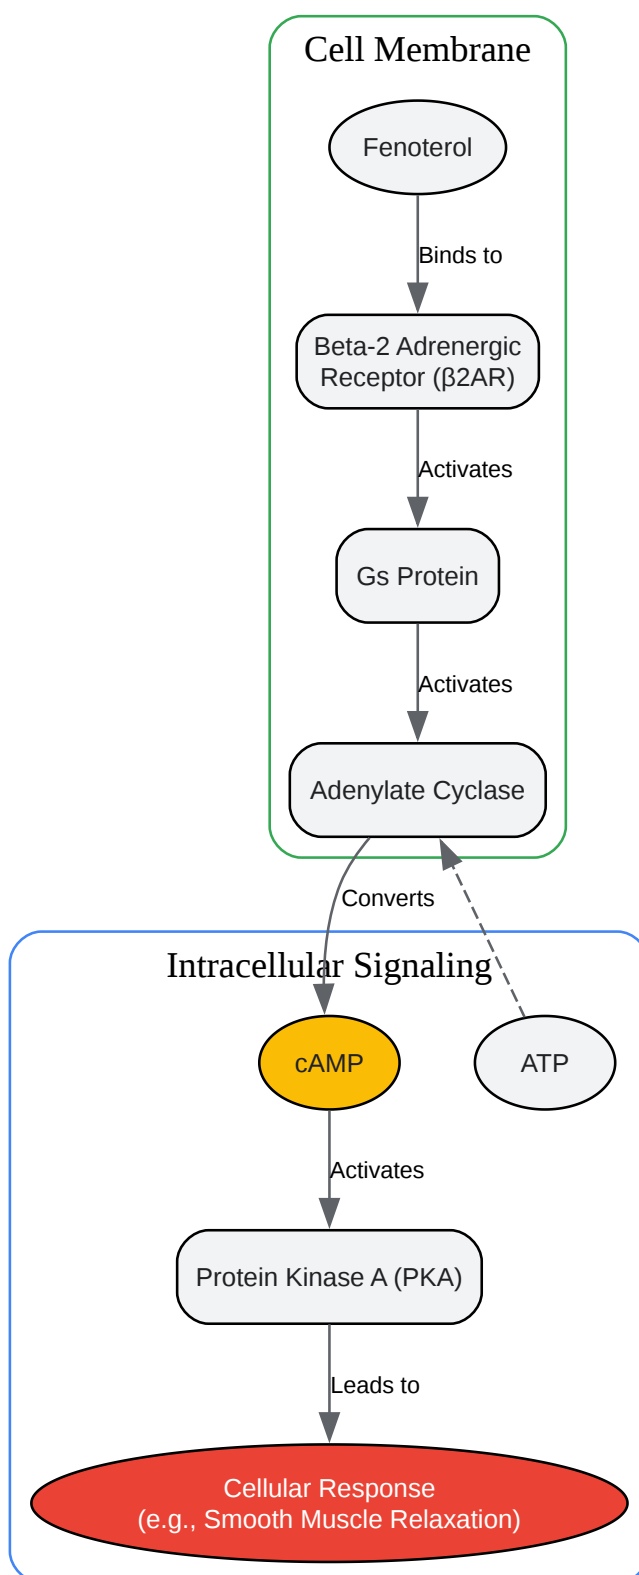 Cell Membrane
Fenoterol
Binds to
Beta-2 Adrenergic
Receptor (β2AR)
Activates
Gs Protein
Activates
Adenylate Cyclase
Converts
Intracellular Signaling
cAMP
ATP
Activates
Protein Kinase A (PKA)
Leads to
Cellular Response
(e.g., Smooth Muscle Relaxation)